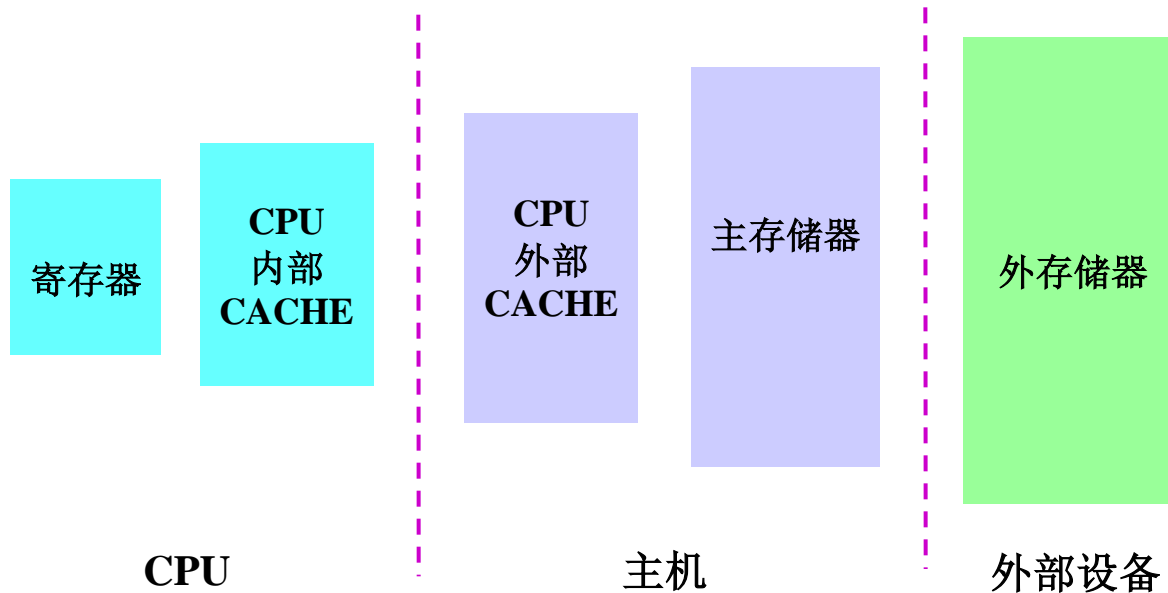 寄存器
CPU
内部
CACHE
CPU
外部
CACHE
主存储器
外存储器
CPU
主机
外部设备